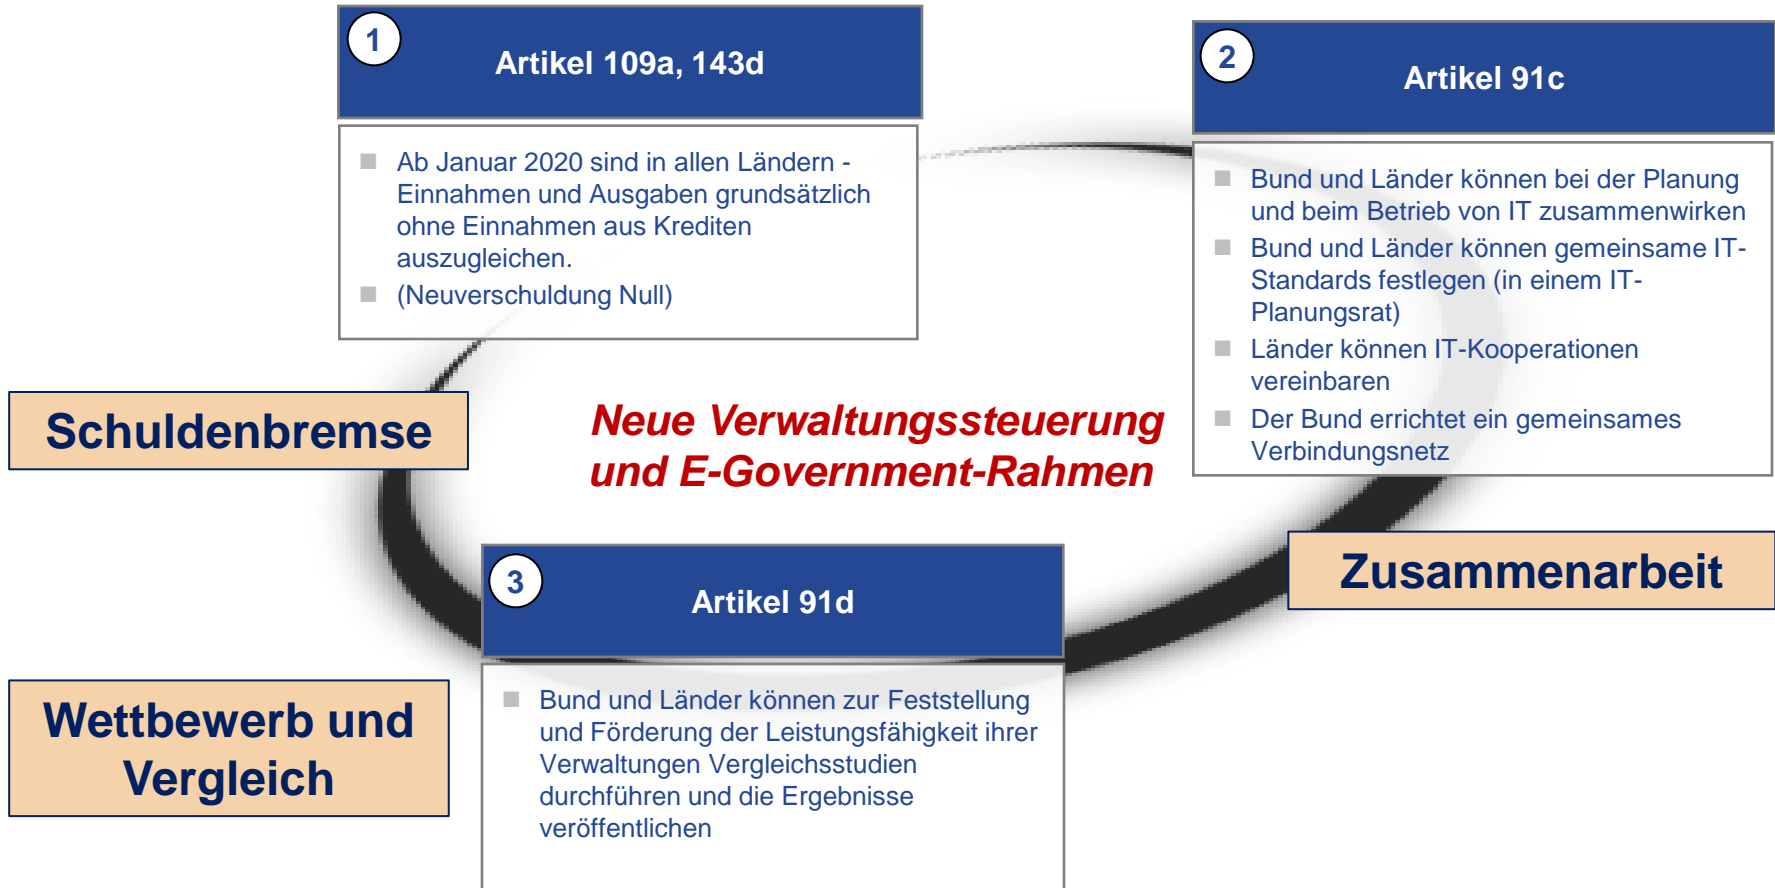 1
Artikel 109a, 143d
Ab Januar 2020 sind in allen Ländern -
Einnahmen und Ausgaben grundsätzlich
ohne Einnahmen aus Krediten
auszugleichen.
(Neuverschuldung Null)
Schuldenbremse
2
Artikel 91c
Bund und Länder können bei der Planung
und beim Betrieb von IT zusammenwirken
Bund und Länder können gemeinsame IT-
Standards festlegen (in einem IT-
Planungsrat)
Länder können IT-Kooperationen
vereinbaren
Der Bund errichtet ein gemeinsames
Verbindungsnetz
Zusammenarbeit
Neue Verwaltungssteuerung
und E-Government-Rahmen
3
Artikel 91d
Bund und Länder können zur Feststellung
und Förderung der Leistungsfähigkeit ihrer
Verwaltungen Vergleichsstudien
durchführen und die Ergebnisse
veröffentlichen
Wettbewerb und
Vergleich